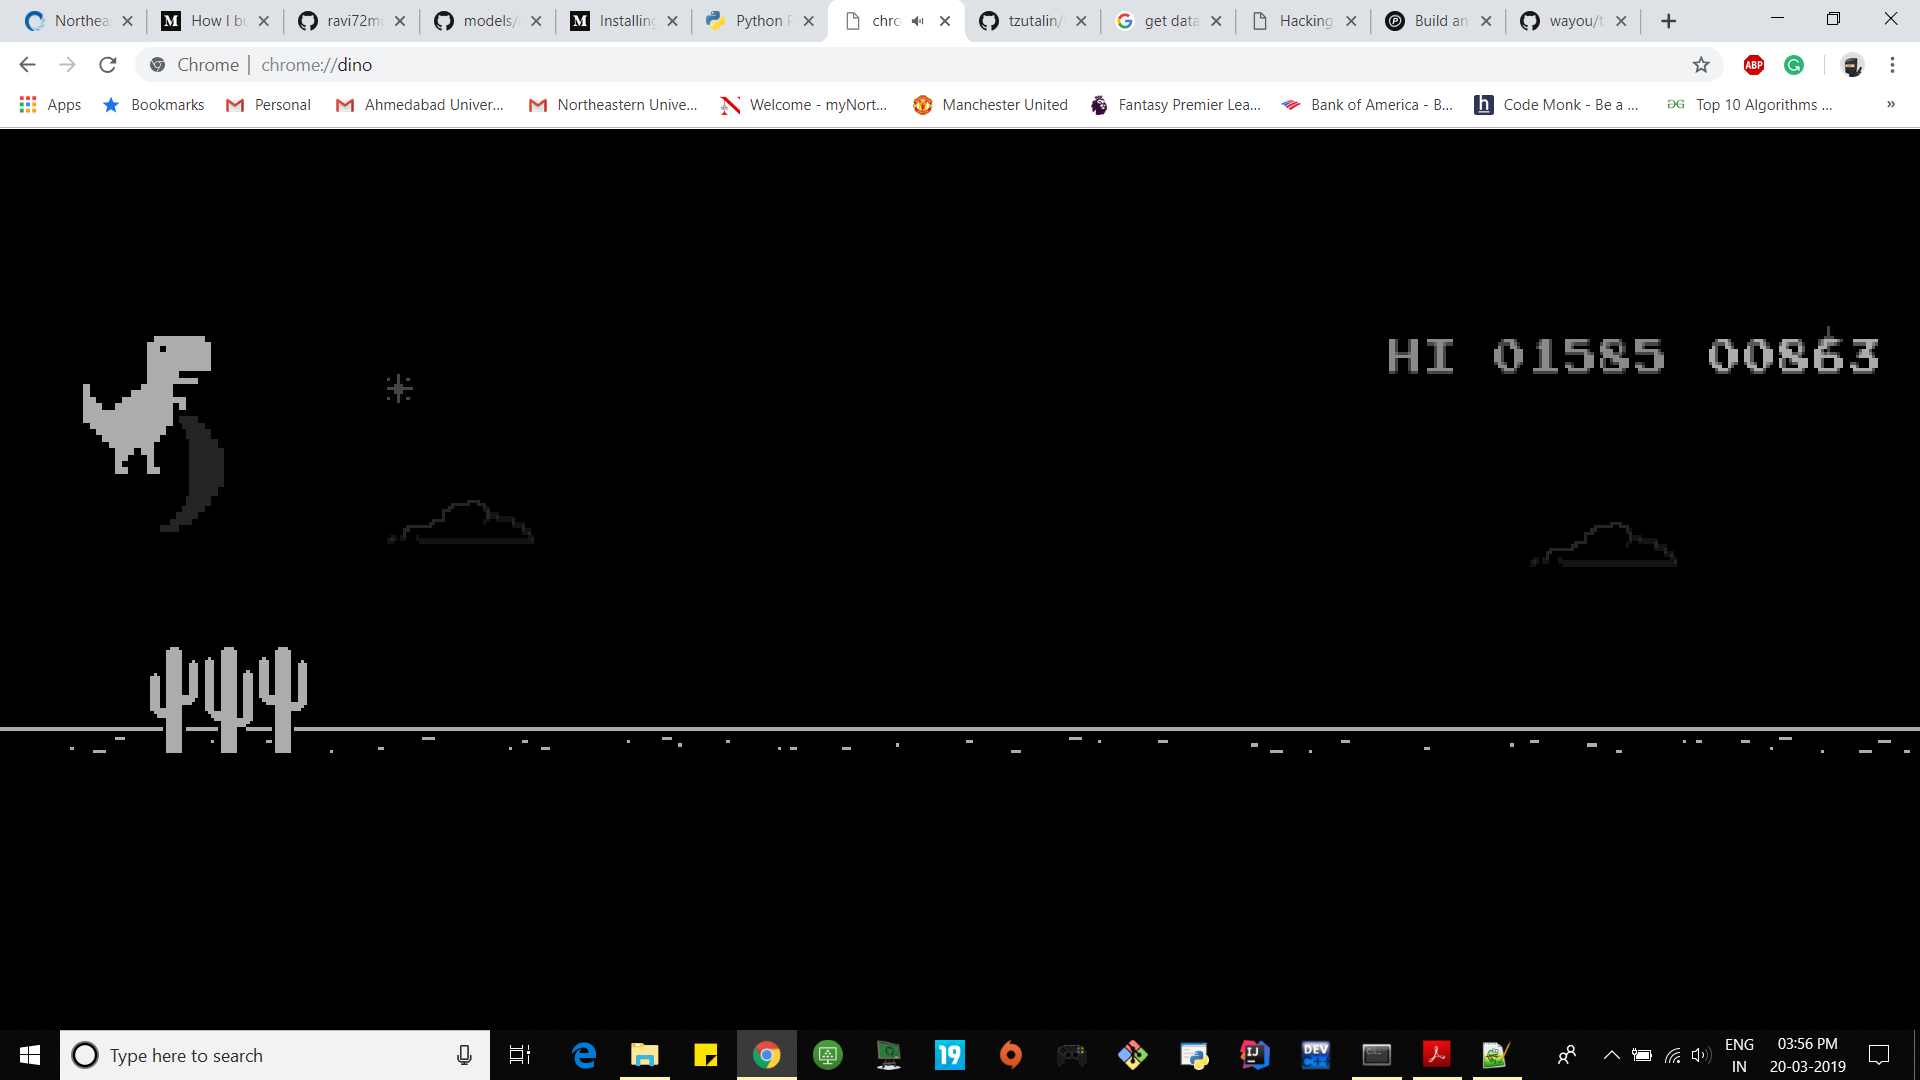 Northea How I bu ravi72m models/ Installing Python chro tzutalin/ get data Hacking Build an wayou/t
Chrome chrome://dino
ABP
Apps Bookmarks Personal Ahmedabad Univer... Northeastern Unive... Welcome - myNort... Manchester United Fantasy Premier Lea... Bank of America - B... Code Monk - Be a ... Top 10 Algorithms ... »
HI 01585 00863
Type here to search
19
IJ
DEV
ENG
IN
03:56 PM
20-03-2019